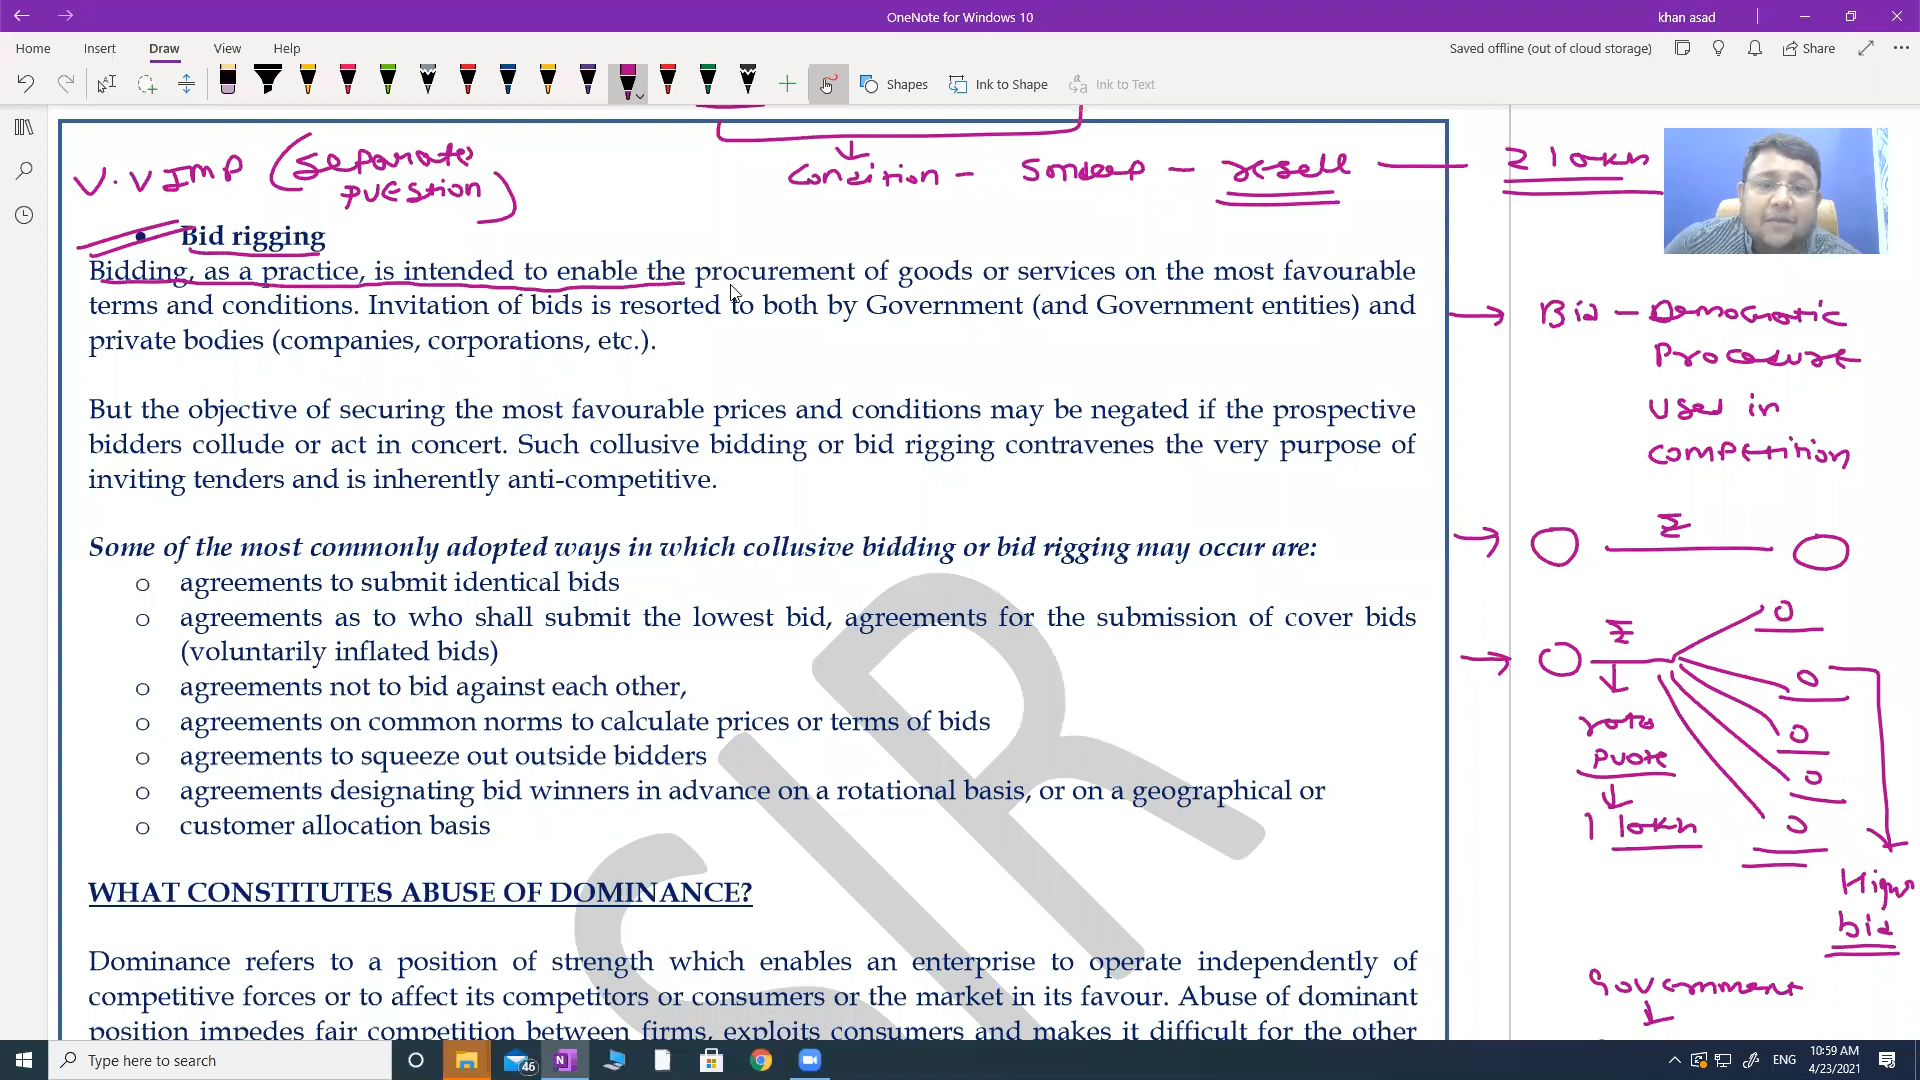 OneNote for Windows 10
khan asad
Home Insert Draw View Help
Saved offline (out of cloud storage)
Share
Shapes
Ink to Shape
Ink to Text
V.V IMP (separate
question)
Condition - Sandeep - resell 2 lakh
• Bid rigging
Bidding, as a practice, is intended to enable the procurement of goods or services on the most favourable
terms and conditions. Invitation of bids is resorted to both by Government (and Government entities) and
private bodies (companies, corporations, etc.).
But the objective of securing the most favourable prices and conditions may be negated if the prospective
bidders collude or act in concert. Such collusive bidding or bid rigging contravenes the very purpose of
inviting tenders and is inherently anti-competitive.
Some of the most commonly adopted ways in which collusive bidding or bid rigging may occur are:
o agreements to submit identical bids
o agreements as to who shall submit the lowest bid, agreements for the submission of cover bids
(voluntarily inflated bids)
o agreements not to bid against each other,
o agreements on common norms to calculate prices or terms of bids
o agreements to squeeze out outside bidders
o agreements designating bid winners in advance on a rotational basis, or on a geographical or
o customer allocation basis
WHAT CONSTITUTES ABUSE OF DOMINANCE?
Dominance refers to a position of strength which enables an enterprise to operate independently of
competitive forces or to affect its competitors or consumers or the market in its favour. Abuse of dominant
position impedes fair competition between firms, exploits consumers and makes it difficult for the other
SIR
Bid - Democratic
Procedure
used in
competition
rate
quote
1 lakh
bid
Government
Type here to search
46
ENG
10:59 AM
4/23/2021